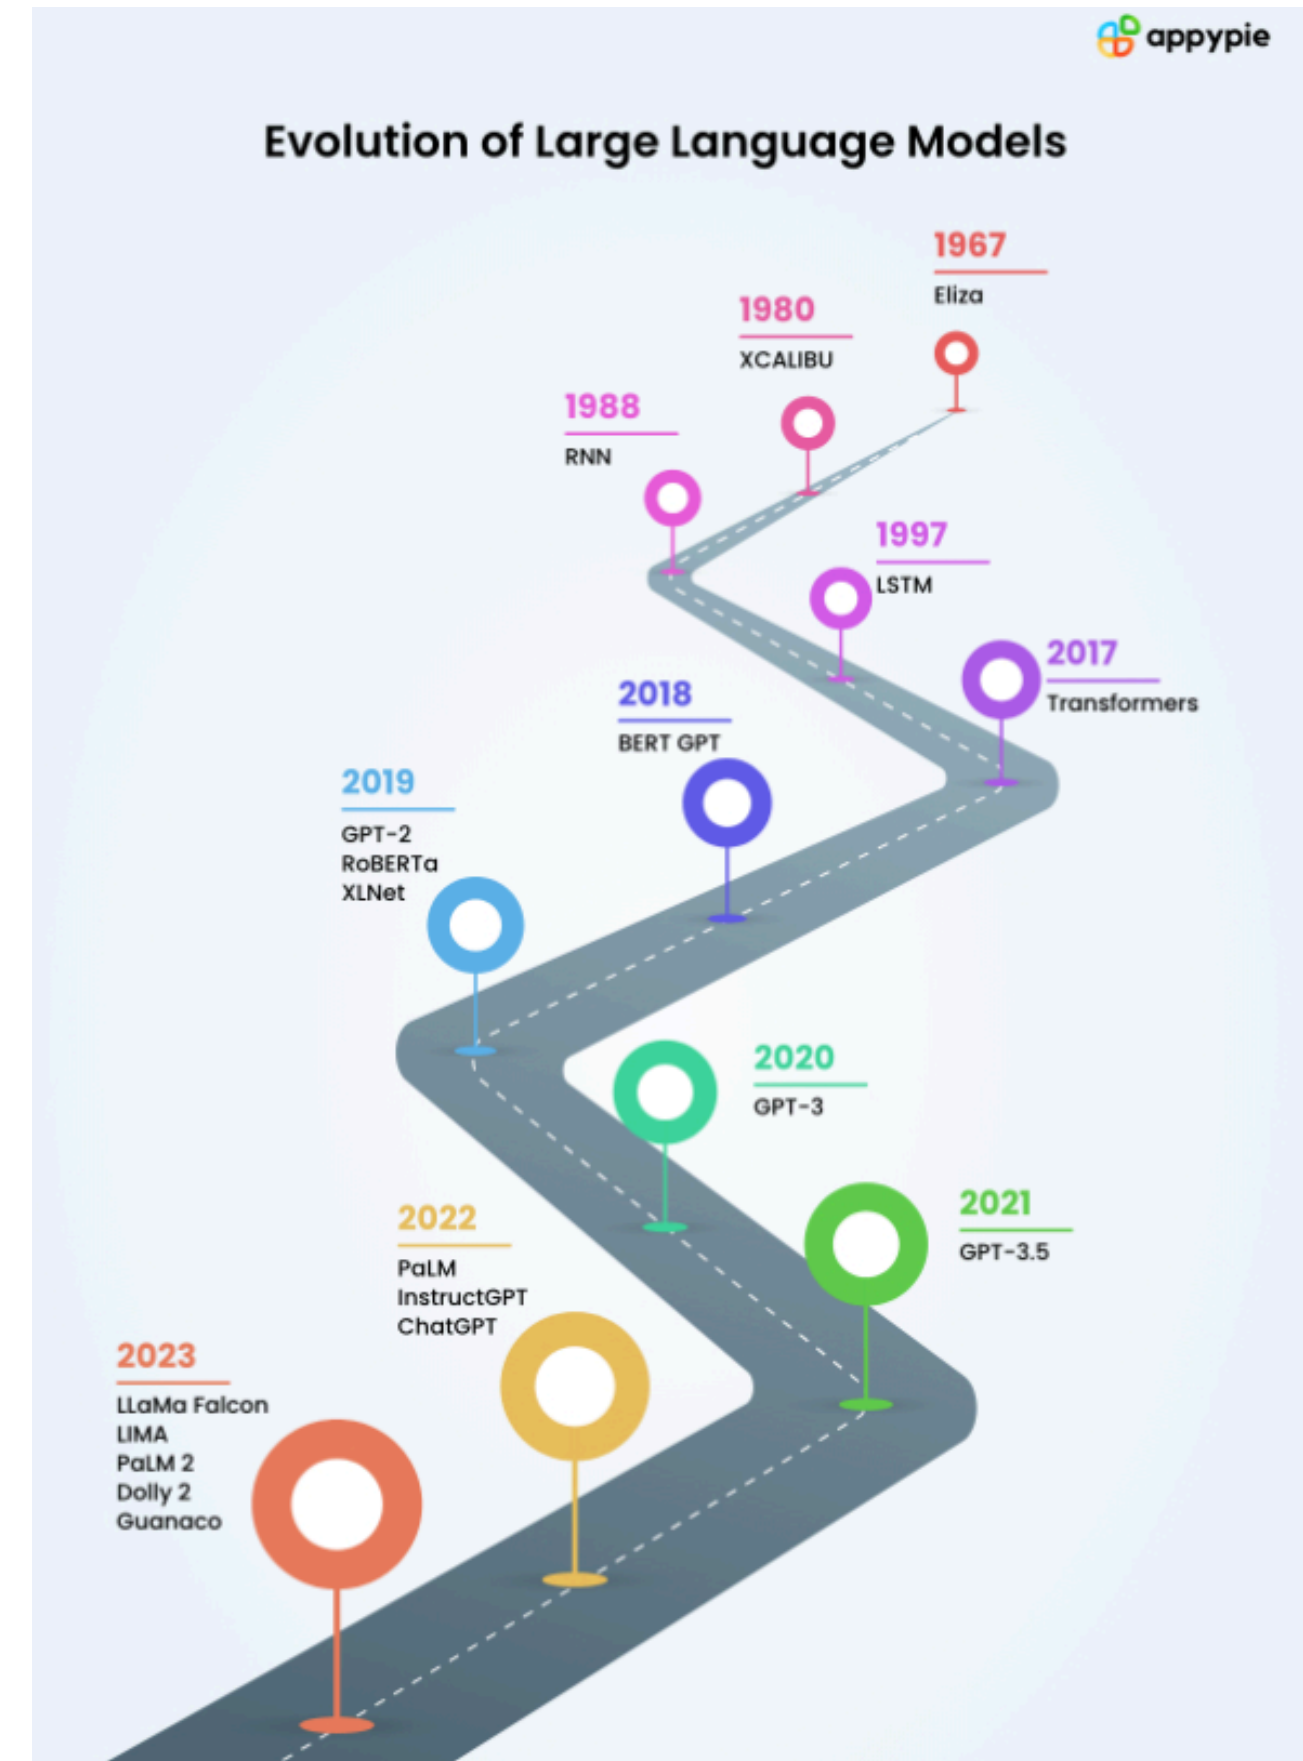 appypie
Evolution of Large Language Models
1967
Eliza
1980
XCALIBU
1988
RNN
1997
LSTM
2017
Transformers
2018
BERT GPT
2019
GPT-2
RoBERTa
XLNet
2020
GPT-3
2021
GPT-3.5
2022
PaLM
InstructGPT
ChatGPT
2023
LLaMa Falcon
LIMA
PaLM 2
Dolly 2
Guanaco